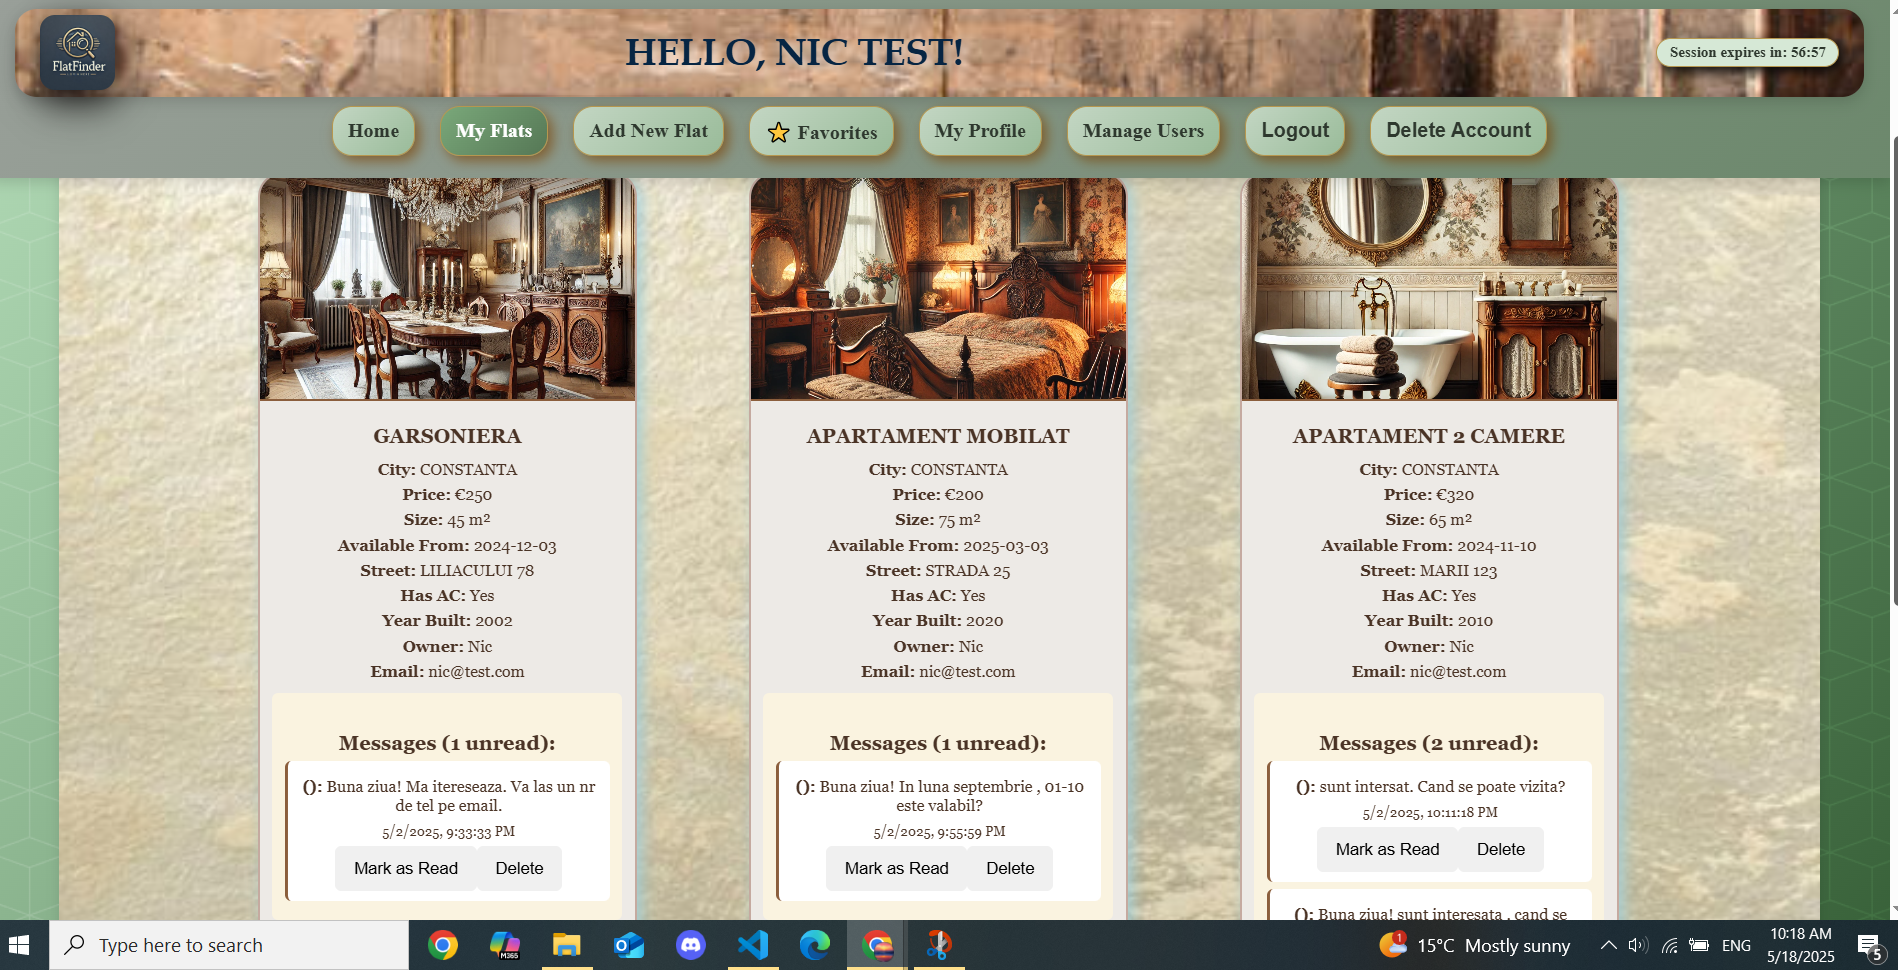 FlatFinder
HELLO, NIC TEST!
Session expires in: 56:57
Home
My Flats
Add New Flat
Favorites
My Profile
Manage Users
Logout
Delete Account
GARSONIERA
City: CONSTANTA
Price: €250
Size: 45 m²
Available From: 2024-12-03
Street: LILIACULUI 78
Has AC: Yes
Year Built: 2002
Owner: Nic
Email: nic@test.com
Messages (1 unread):
(): Buna ziua! Ma itereseaza. Va las un nr
de tel pe email.
5/2/2025, 9:33:33 PM
Mark as Read
Delete
APARTAMENT MOBILAT
City: CONSTANTA
Price: €200
Size: 75 m²
Available From: 2025-03-03
Street: STRADA 25
Has AC: Yes
Year Built: 2020
Owner: Nic
Email: nic@test.com
Messages (1 unread):
(): Buna ziua! In luna septembrie , 01-10
este valabil?
5/2/2025, 9:55:59 PM
Mark as Read
Delete
APARTAMENT 2 CAMERE
City: CONSTANTA
Price: €320
Size: 65 m²
Available From: 2024-11-10
Street: MARII 123
Has AC: Yes
Year Built: 2010
Owner: Nic
Email: nic@test.com
Messages (2 unread):
(): sunt intersat. Cand se poate vizita?
5/2/2025, 10:11:18 PM
Mark as Read
Delete
(): Buna ziua! sunt interesata , cand se
Type here to search
M365
1
15°C Mostly sunny
ENG
10:18 AM
5/18/2025
5